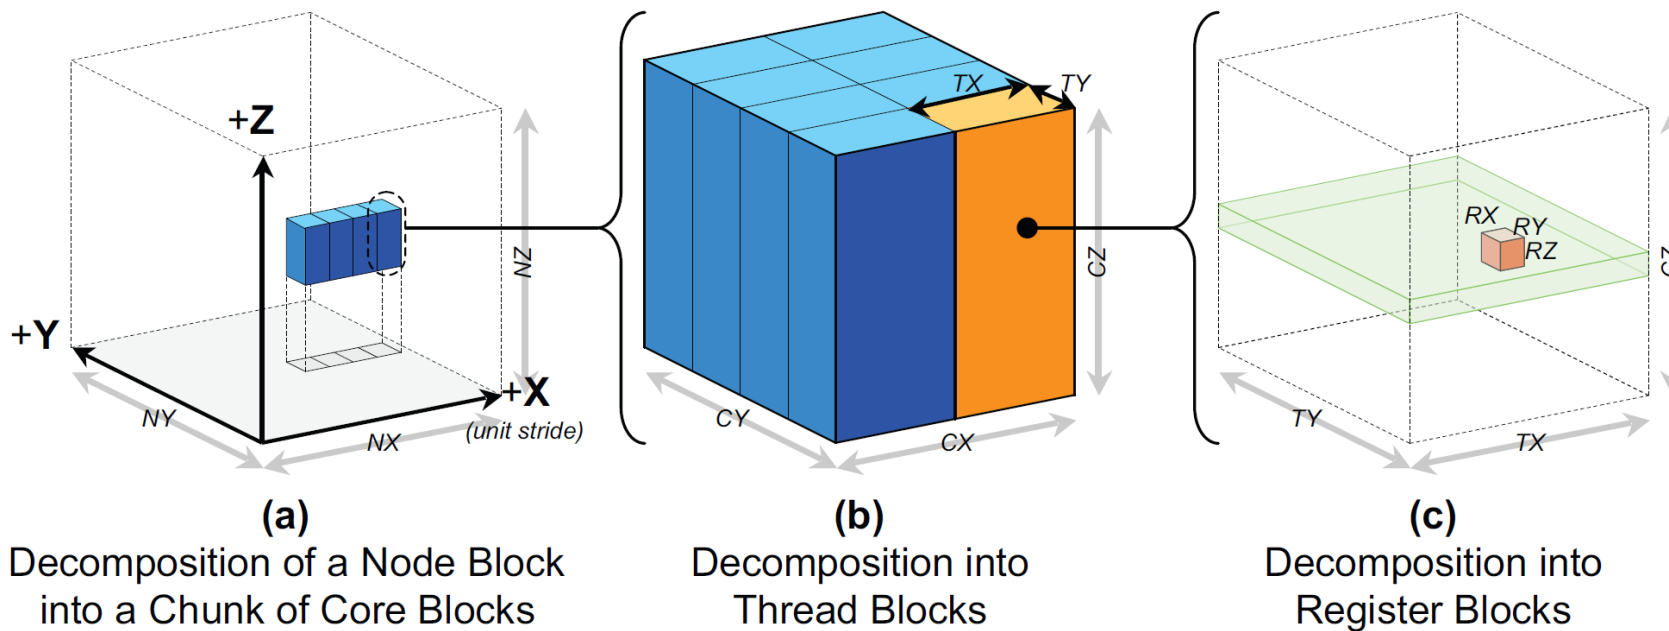 +Z
+Y
+X
(unit stride)
NY
NX
NZ
TX
TY
CY
CX
CZ
RX
RY
RZ
TY
TX
CZ
(a)
Decomposition of a Node Block
into a Chunk of Core Blocks
(b)
Decomposition into
Thread Blocks
(c)
Decomposition into
Register Blocks